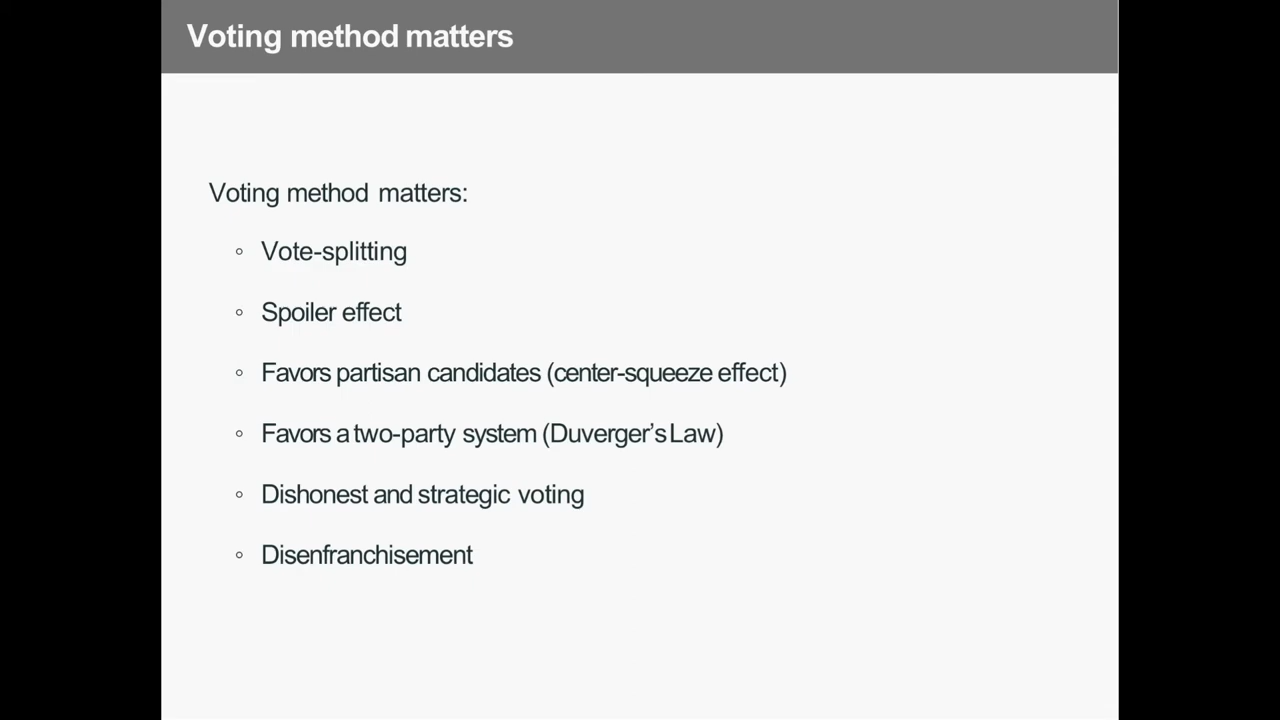 Voting method matters
Voting method matters:
◦ Vote-splitting
◦ Spoiler effect
◦ Favors partisan candidates (center-squeeze effect)
◦ Favors a two-party system (Duverger’s Law)
◦ Dishonest and strategic voting
◦ Disenfranchisement